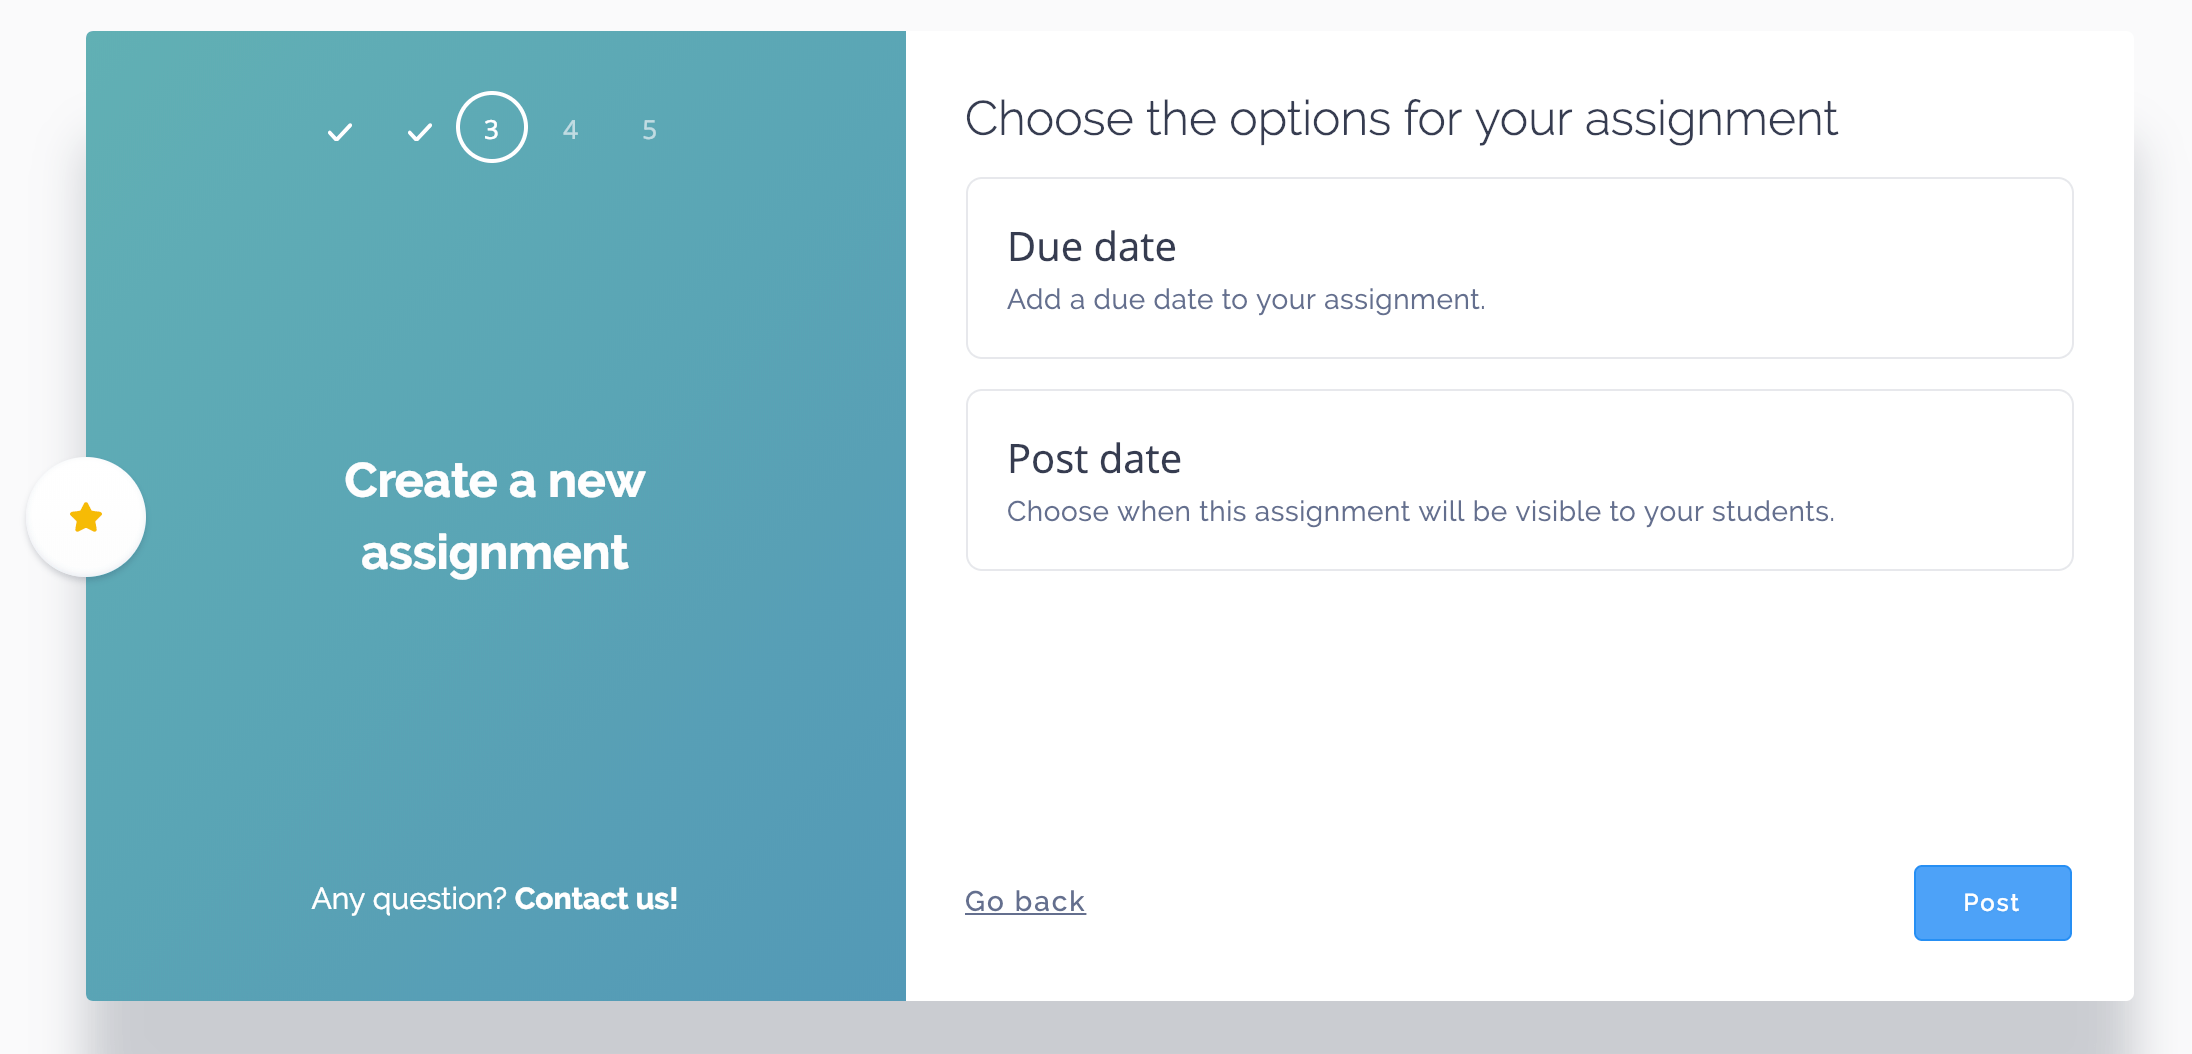 3 4 5
Create a new
assignment
Any question? Contact us!
Choose the options for your assignment
Due date
Add a due date to your assignment.
Post date
Choose when this assignment will be visible to your students.
Go back
Post